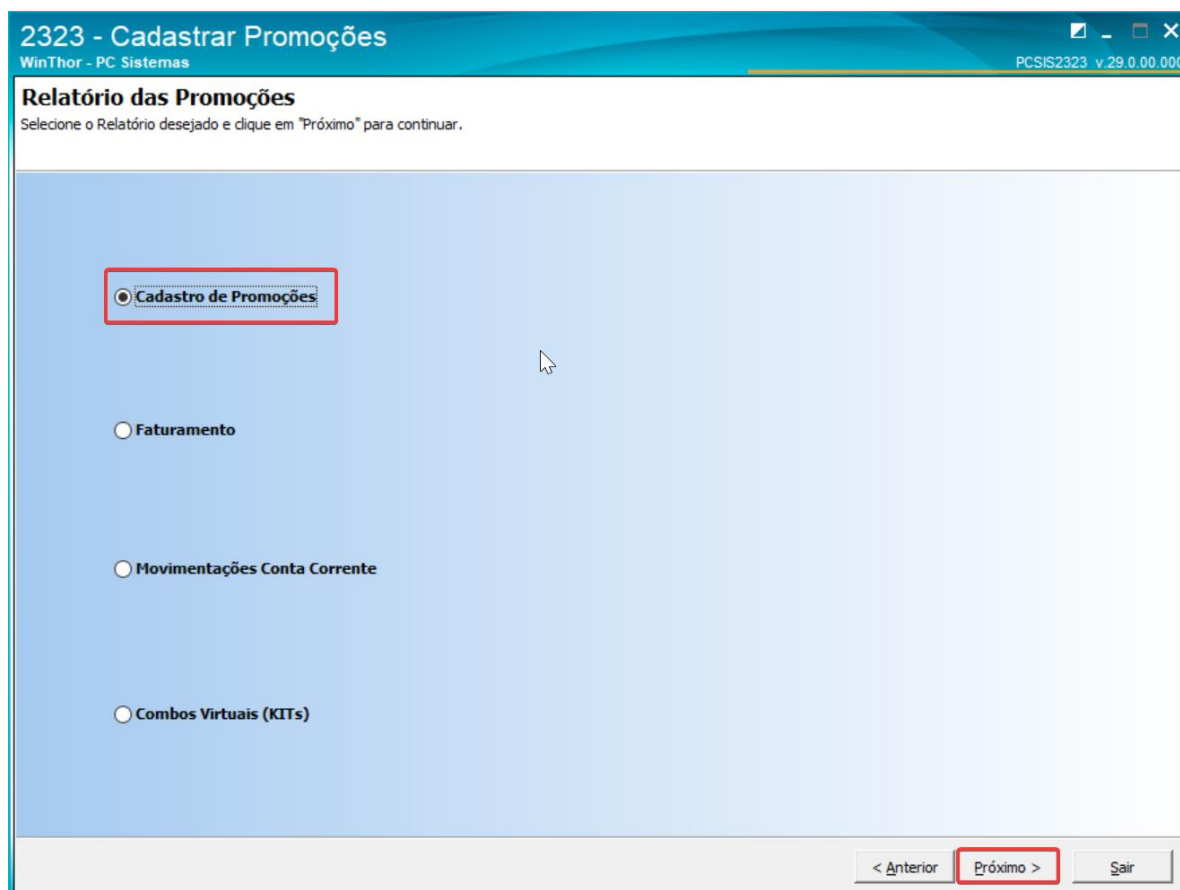 2323 - Cadastrar Promoções
WinThor - PC Sistemas
PCSIS2323 v.29.0.00.000
Relatório das Promoções
Selecione o Relatório desejado e clique em "Próximo" para continuar.
Cadastro de Promoções
Faturamento
Movimentações Conta Corrente
Combos Virtuais (KITs)
< Anterior
Próximo >
Sair